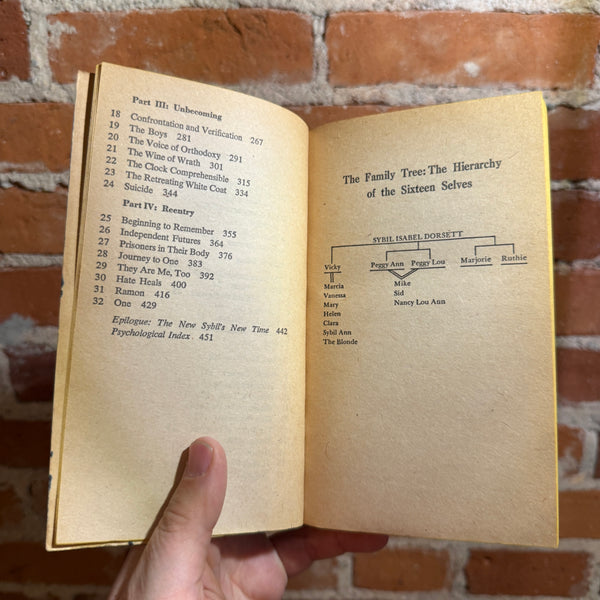 Part III: Unbecoming
18 Confrontation and Verification 267
19 The Boys 281
20 The Voice of Orthodoxy 291
21 The Wine of Wrath 301
22 The Clock Comprehensible 315
23 The Retreating White Coat 334
24 Suicide 344
Part IV: Reentry
25 Beginning to Remember 355
26 Independent Futures 364
27 Prisoners in Their Body 376
28 Journey to One 383
29 They Are Me, Too 392
30 Hate Heals 400
31 Ramon 416
32 One 429
Epilogue: The New Sybil's New Time 442
Psychological Index 451
The Family Tree: The Hierarchy
of the Sixteen Selves
SYBIL ISABEL DORSETT
Vicky Peggy Ann Peggy Lou Marjorie Ruthie
Marcia
Vanessa
Mary
Helen
Clara
Sybil Ann
The Blonde
Mike
Sid
Nancy Lou Ann